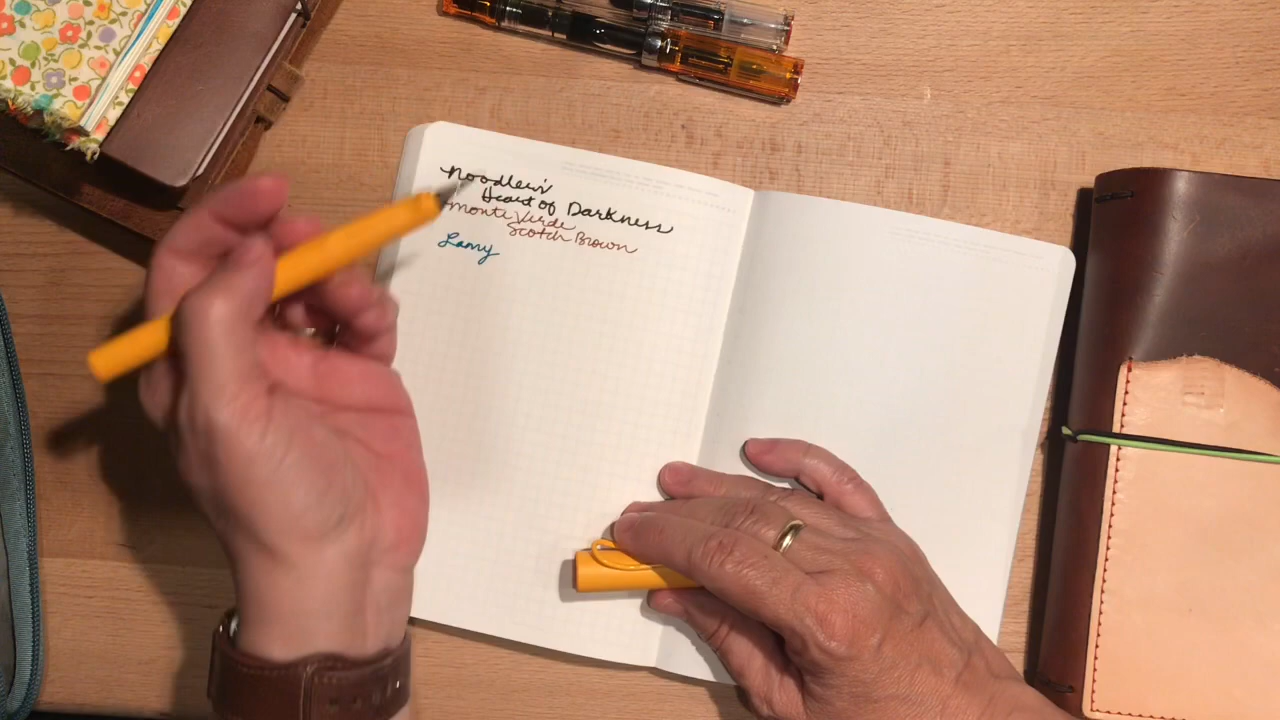 Noodler's
Heart of Darkness
Monte Verde
Scotch Brown
Lamy